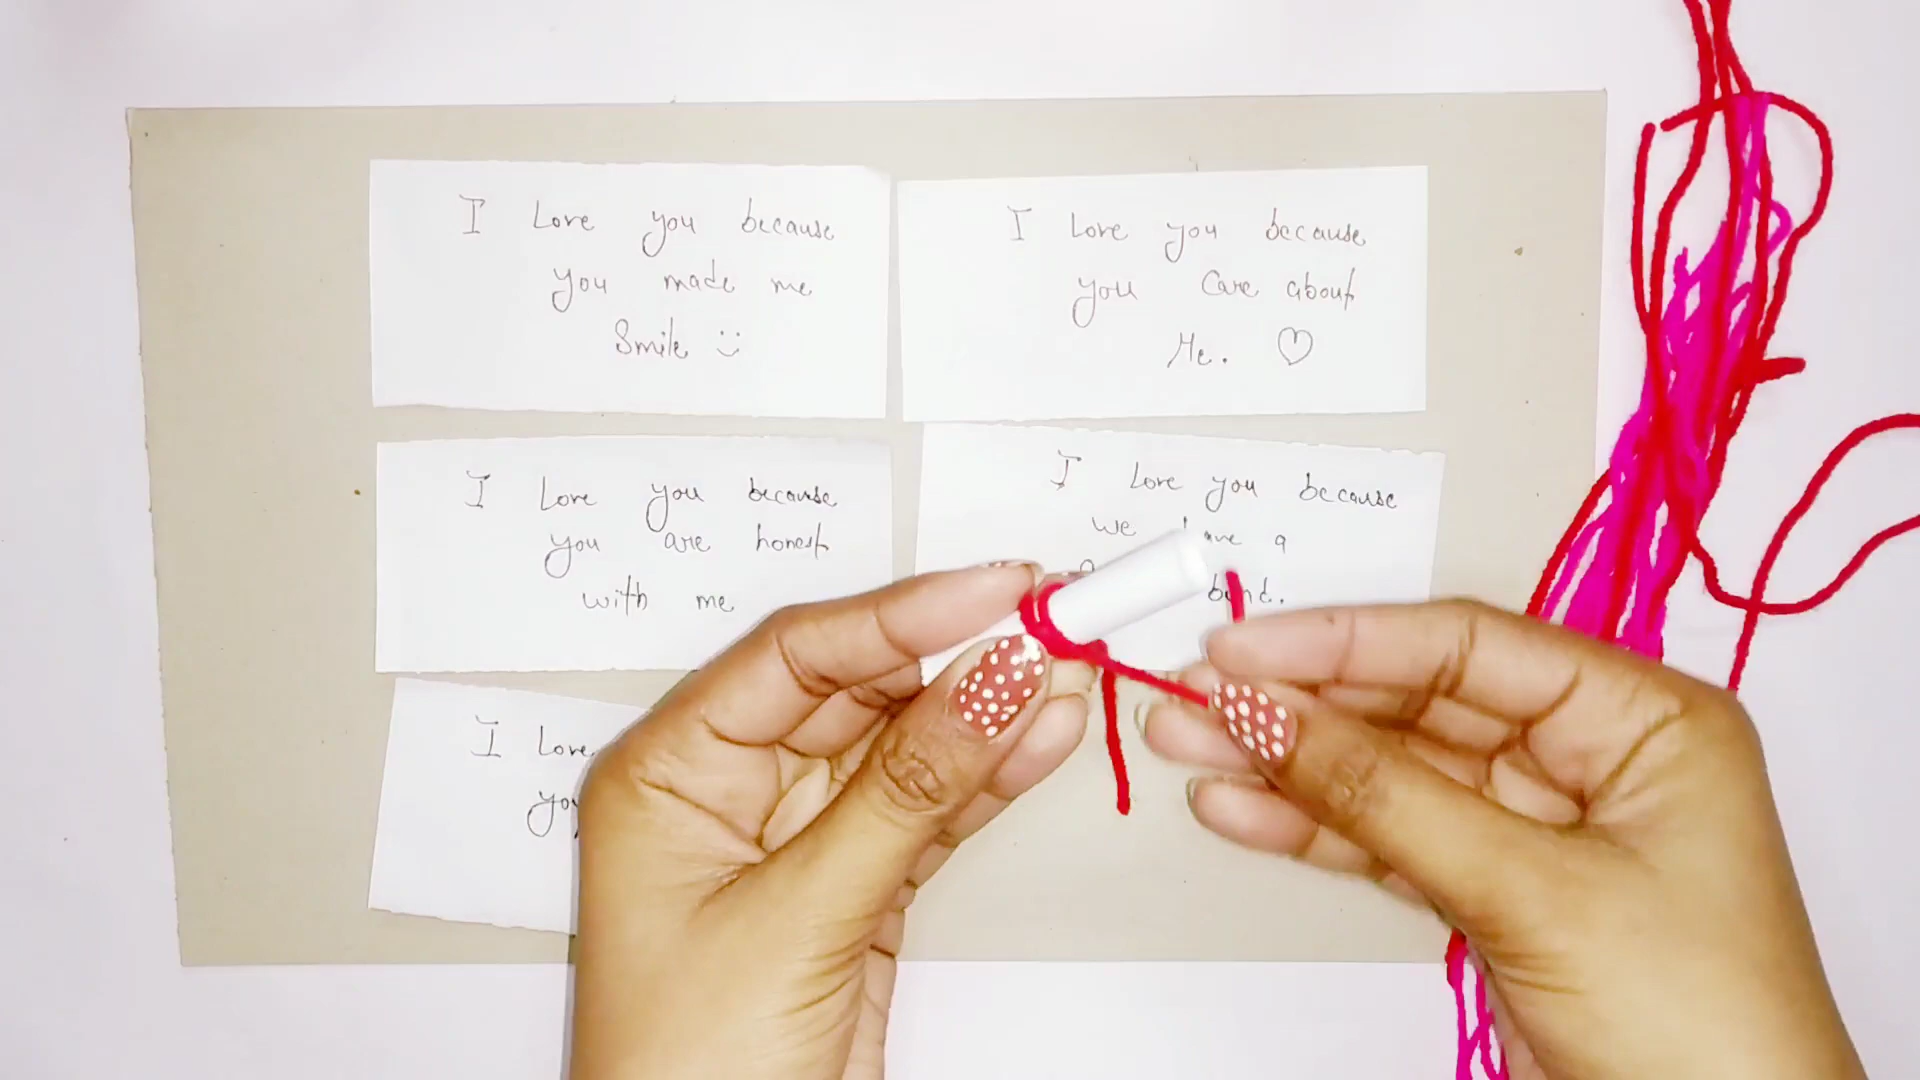 I Love you because
you made me
Smile :)
I Love you because
you Care about
Me. ♡
I Love you because
you are honest
with me
I Love you because
we have a
bond.
I Love
you